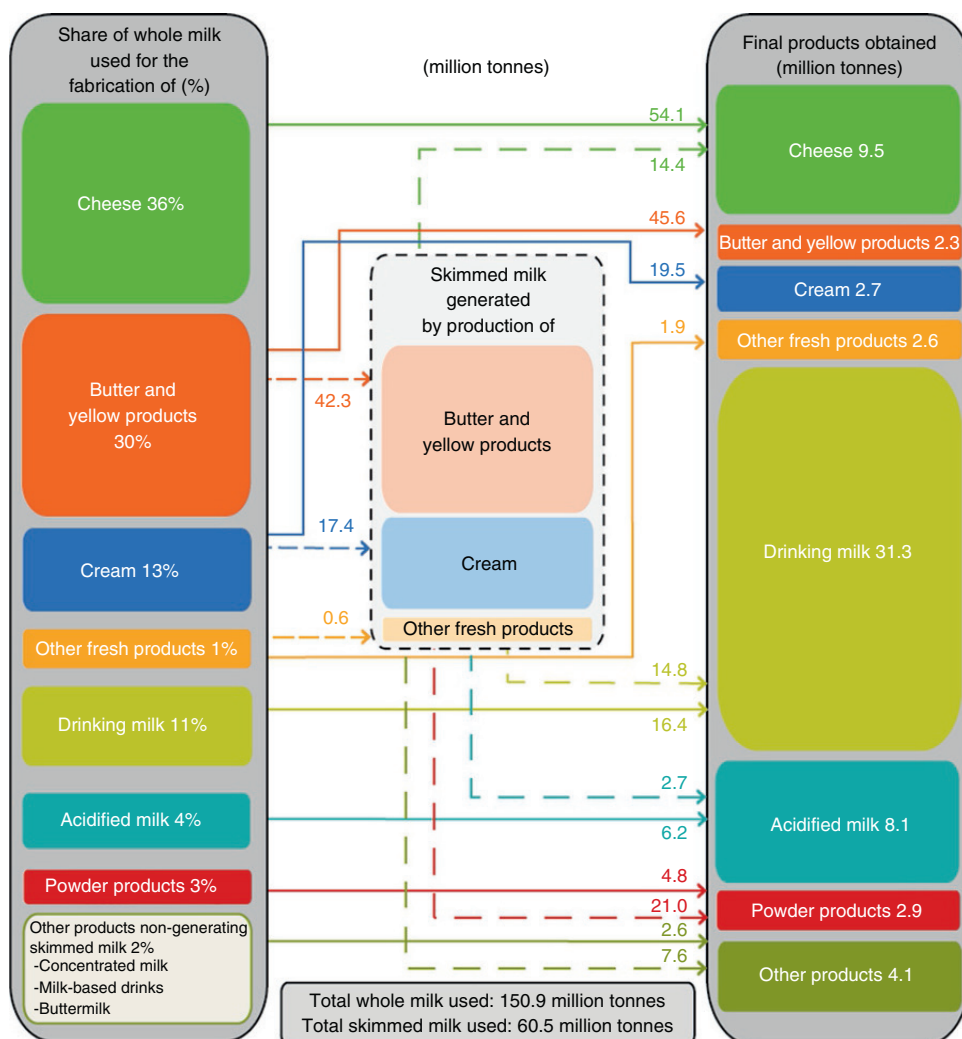 Share of whole milk
used for the
fabrication of (%)
Cheese 36%
Butter and
yellow products
30%
Cream 13%
Other fresh products 1%
Drinking milk 11%
Acidified milk 4%
Powder products 3%
Other products non-generating
skimmed milk 2%
-Concentrated milk
-Milk-based drinks
-Buttermilk
(million tonnes)
54.1
14.4
45.6
19.5
1.9
42.3
17.4
0.6
Skimmed milk
generated
by production of
Butter and
yellow products
Cream
Other fresh products
14.8
16.4
2.7
6.2
4.8
21.0
2.6
7.6
Final products obtained
(million tonnes)
Cheese 9.5
Butter and yellow products 2.3
Cream 2.7
Other fresh products 2.6
Drinking milk 31.3
Acidified milk 8.1
Powder products 2.9
Other products 4.1
Total whole milk used: 150.9 million tonnes
Total skimmed milk used: 60.5 million tonnes